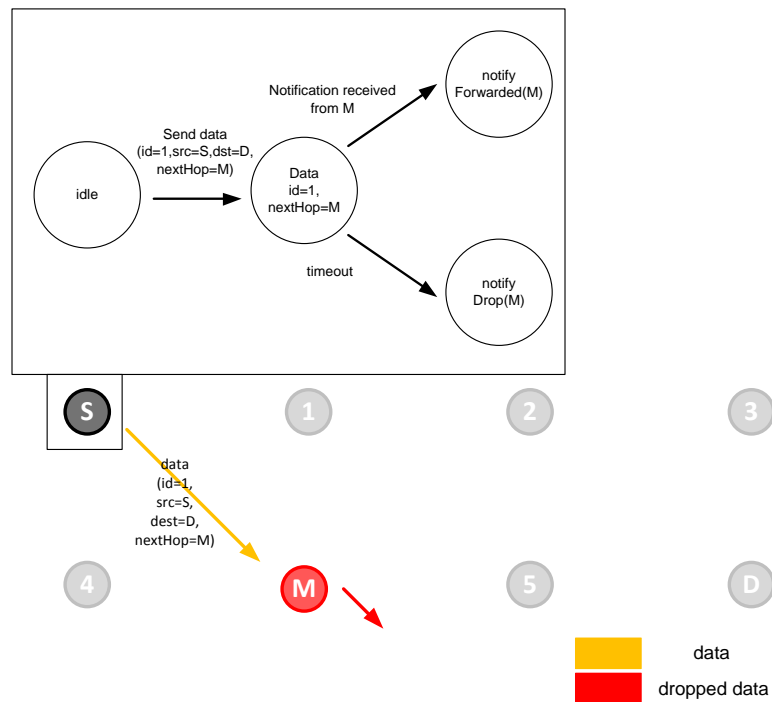 notify
Forwarded(M)
Notification received
from M
Send data
(id=1,src=S,dst=D,
nextHop=M)
idle
Data
id=1,
nextHop=M
timeout
notify
Drop(M)
S
1
2
3
data
(id=1,
src=S,
dest=D,
nextHop=M)
4
M
5
D
data
dropped data